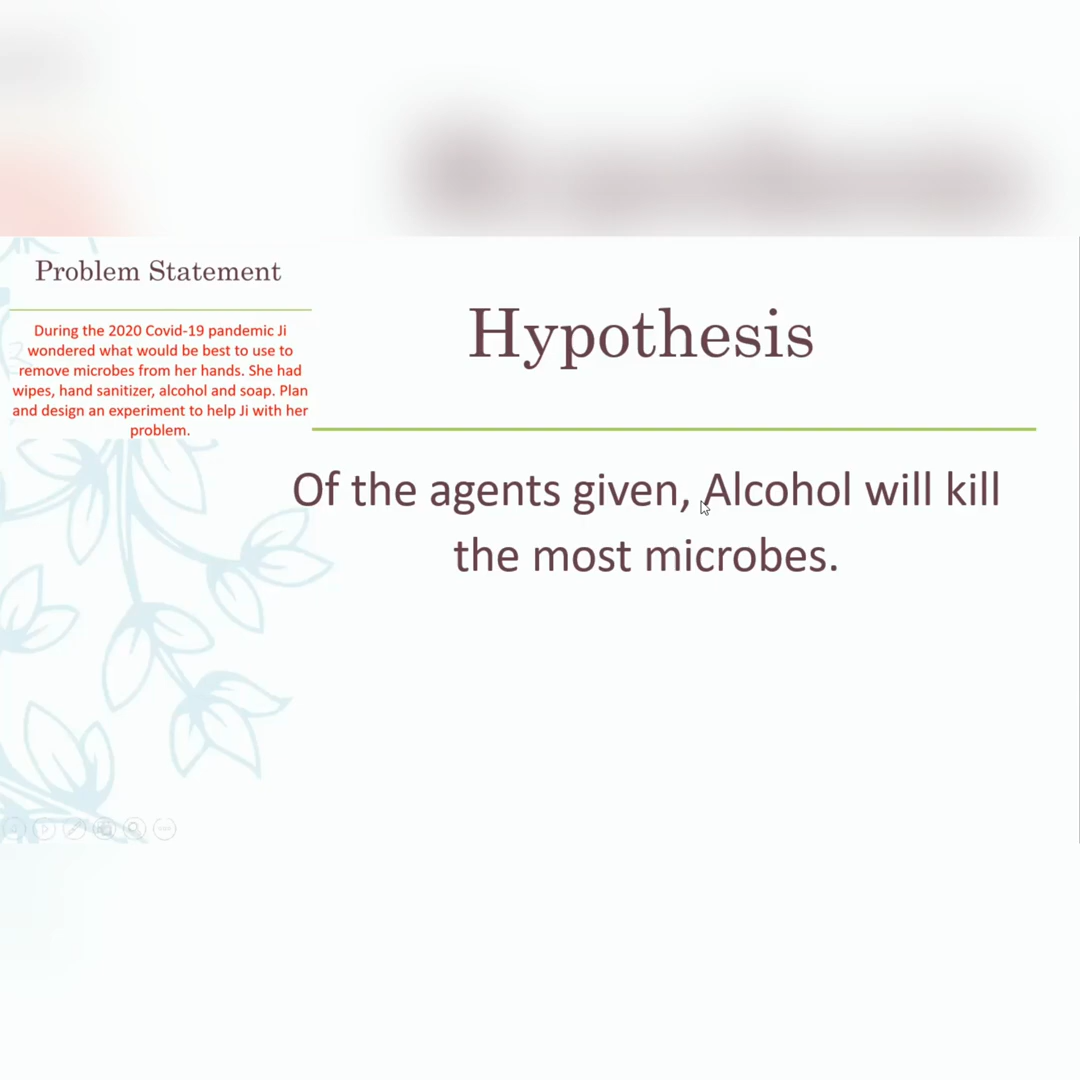 Problem Statement
During the 2020 Covid-19 pandemic Ji
wondered what would be best to use to
remove microbes from her hands. She had
wipes, hand sanitizer, alcohol and soap. Plan
and design an experiment to help Ji with her
problem.
Hypothesis
Of the agents given, Alcohol will kill
the most microbes.